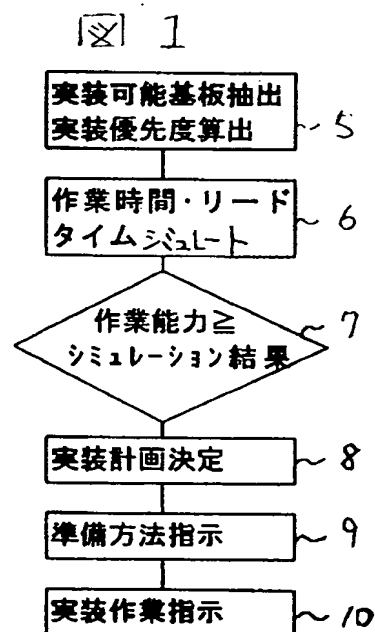 図 1
実装可能基板抽出
実装優先度算出
5
作業時間・リード
タイムシミュレート
6
作業能力≧
シミュレーション結果
7
実装計画決定
8
準備方法指示
9
実装作業指示
10